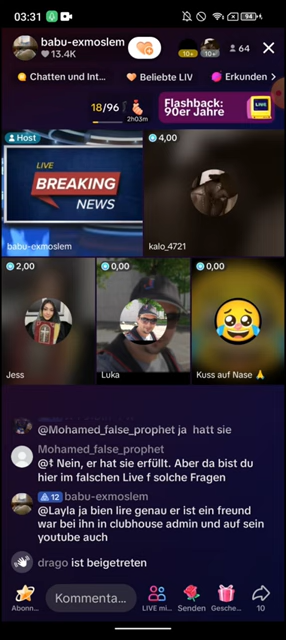 03:31
94
babu-exmoslem
13.4K
10+
10+
64
Chatten und Int...
Beliebte LIV
Erkunden
18/96
2h03m
Flashback:
90er Jahre
LIVE
Host
4,00
LIVE
BREAKING
NEWS
babu-exmoslem
kalo_4721
2,00
0,00
0,00
Jess
Luka
Kuss auf Nase
@Mohamed_false_prophet ja hatt sie
Mohamed_false_prophet
Nein, er hat sie erfüllt. Aber da bist du
hier im falschen Live f solche Fragen
12 babu-exmoslem
@Layla ja bien lire genau er ist ein freund
war bei ihn in clubhouse admin und auf sein
youtube auch
drago ist beigetreten
Kommenta...
Abonn...
LIVE mi...
Senden
Gesche...
10